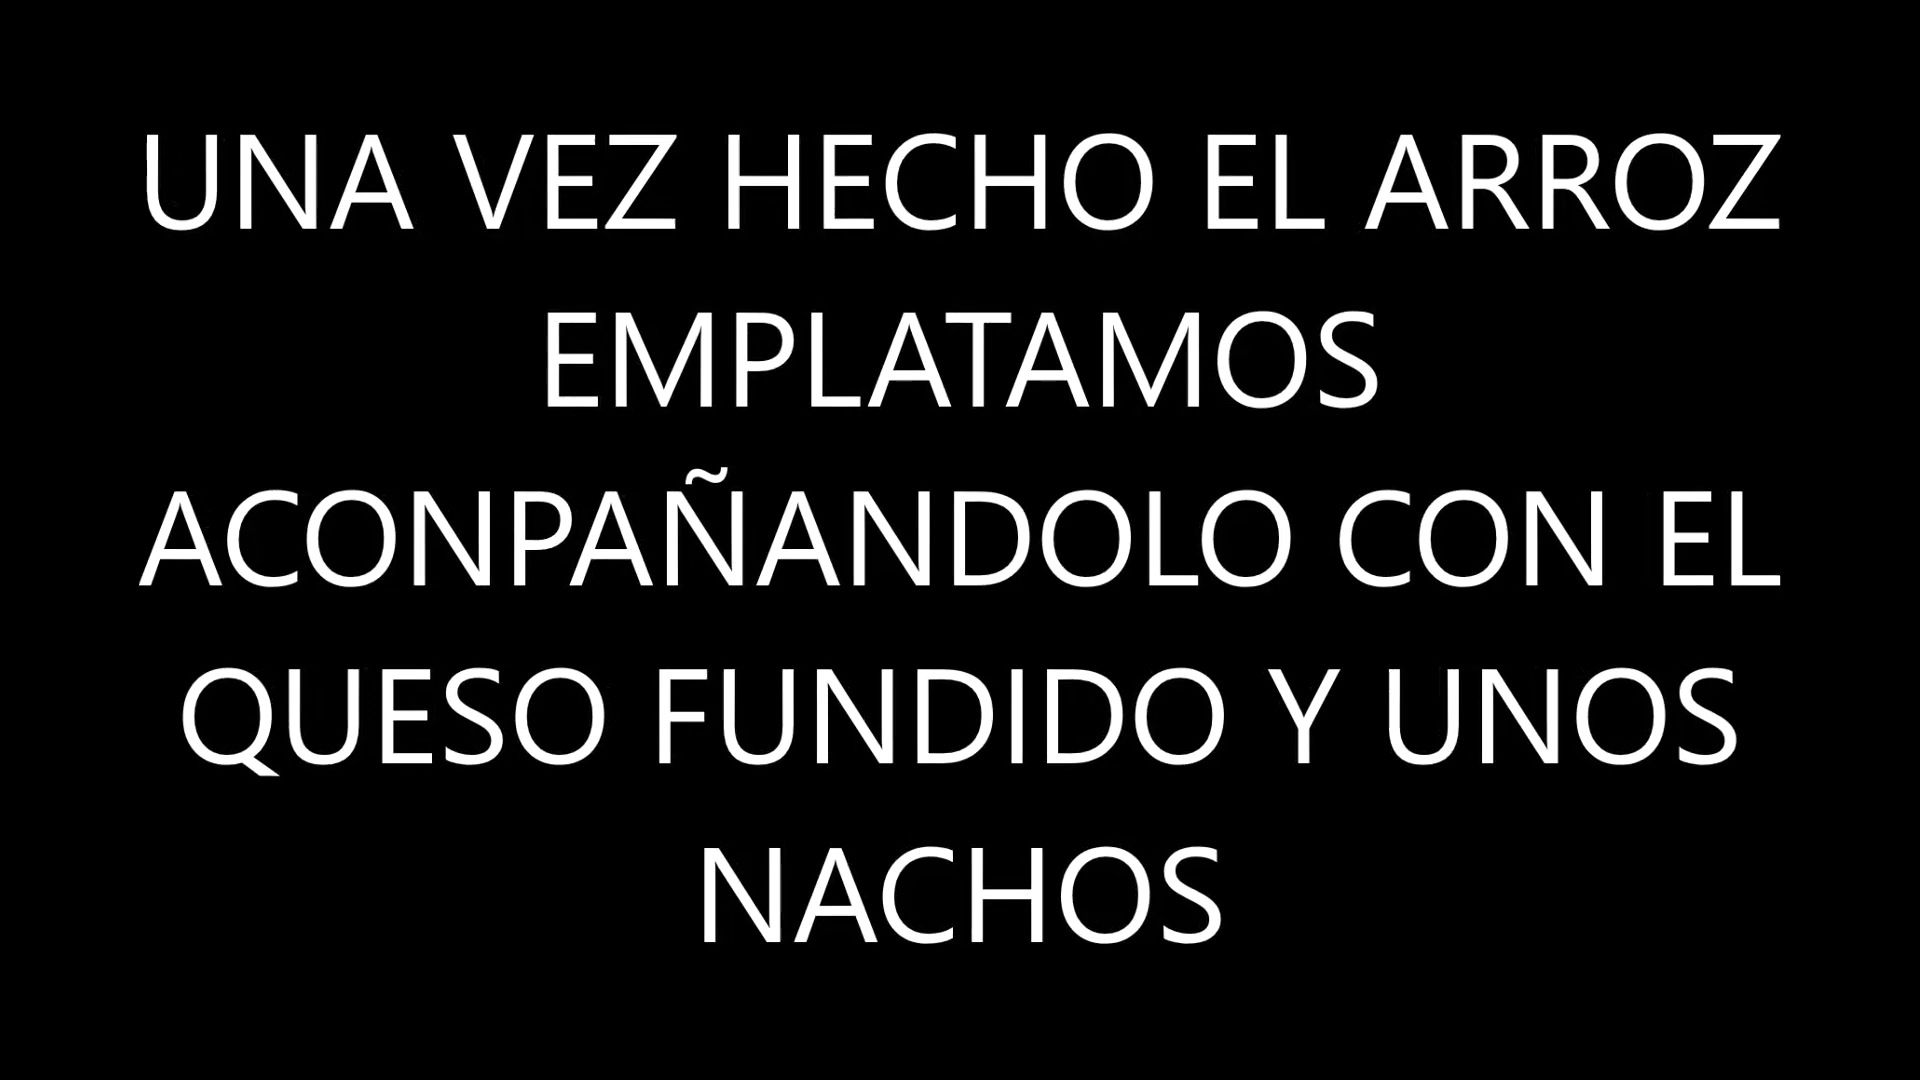 UNA VEZ HECHO EL ARROZ
EMPLATAMOS
ACONPAÑANDOLO CON EL
QUESO FUNDIDO Y UNOS
NACHOS